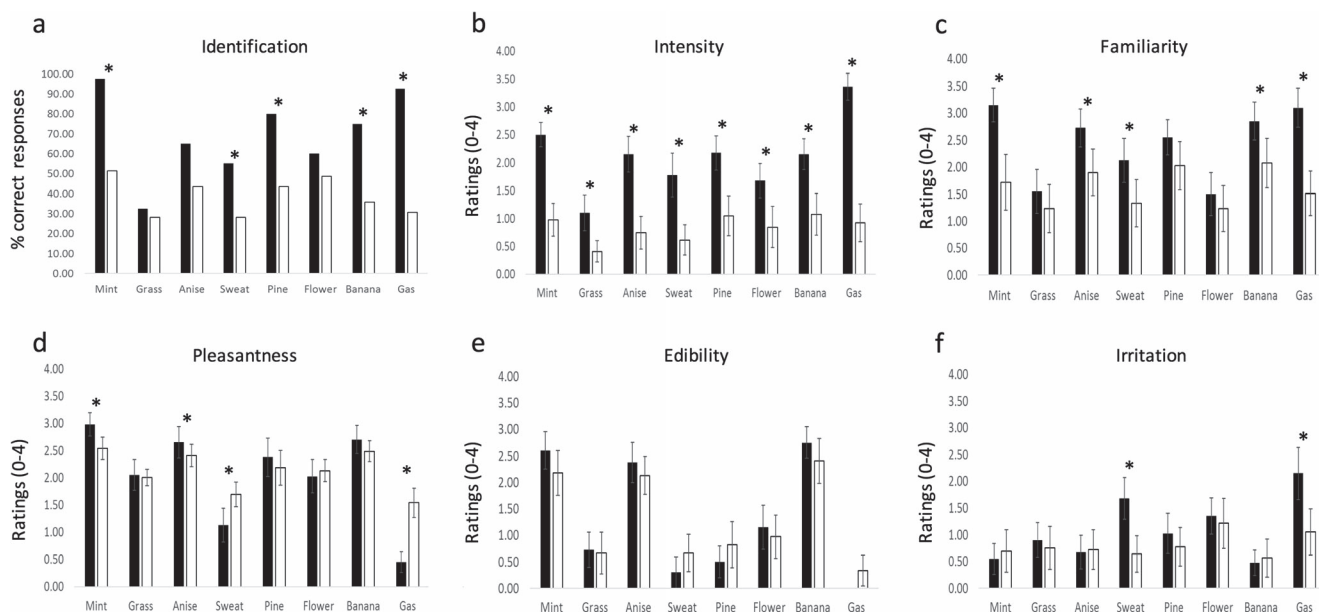 a
Identification
% correct responses
100.00
90.00
80.00
70.00
60.00
50.00
40.00
30.00
20.00
10.00
0.00
* * * * *
Mint Grass Anise Sweat Pine Flower Banana Gas
b
Intensity
Ratings (0-4)
4.00
3.50
3.00
2.50
2.00
1.50
1.00
0.50
0.00
* * * * * * * *
Mint Grass Anise Sweat Pine Flower Banana Gas
c
Familiarity
Ratings (0-4)
4.00
3.50
3.00
2.50
2.00
1.50
1.00
0.50
0.00
* * * * *
Mint Grass Anise Sweat Pine Flower Banana Gas
d
Pleasantness
Ratings (0-4)
4.00
3.50
3.00
2.50
2.00
1.50
1.00
0.50
0.00
* * * *
Mint Grass Anise Sweat Pine Flower Banana Gas
e
Edibility
Ratings (0-4)
4.00
3.50
3.00
2.50
2.00
1.50
1.00
0.50
0.00
Mint Grass Anise Sweat Pine Flower Banana Gas
f
Irritation
Ratings (0-4)
4.00
3.50
3.00
2.50
2.00
1.50
1.00
0.50
0.00
* *
Mint Grass Anise Sweat Pine Flower Banana Gas